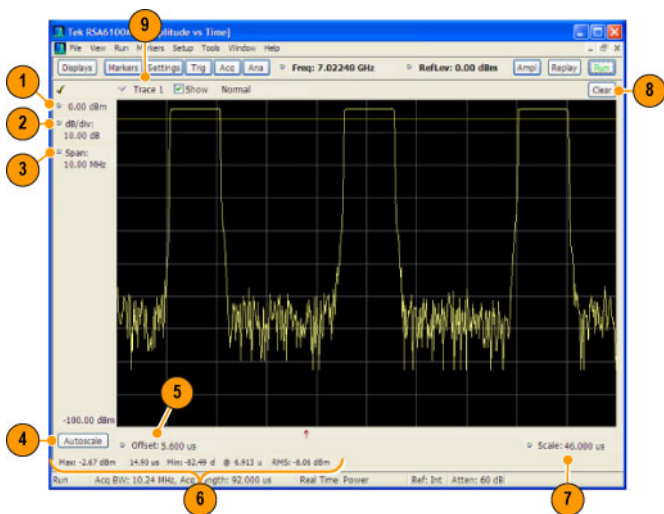 9
Tek RSA6100A [Amplitude vs Time]
File View Run Markers Setup Tools Window Help
Displays Markers Settings Trig Acq Ana Freq: 7.02248 GHz RefLev: 0.00 dBm Ampl Replay Run
1
Trace 1 Show Normal Clear
8
0.00 dBm
2
dB/div:
10.00 dB
3
Span:
10.00 MHz
-100.00 dBm
5
4
Autoscale Offset: 5.600 us Scale: 46.000 us
Max: -2.67 dBm 14.90 us Min: -82.49 d @ 6.913 u RMS: -8.06 dBm
Run Acq BW: 10.24 MHz, Acq Length: 92.000 us Real Time Power Ref: Int Atten: 60 dB
6
7